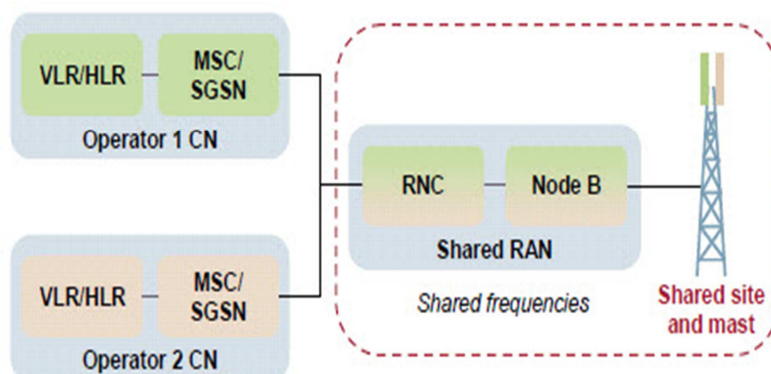 VLR/HLR
MSC/
SGSN
Operator 1 CN
RNC
Node B
Shared RAN
Shared frequencies
Shared site
and mast
VLR/HLR
MSC/
SGSN
Operator 2 CN